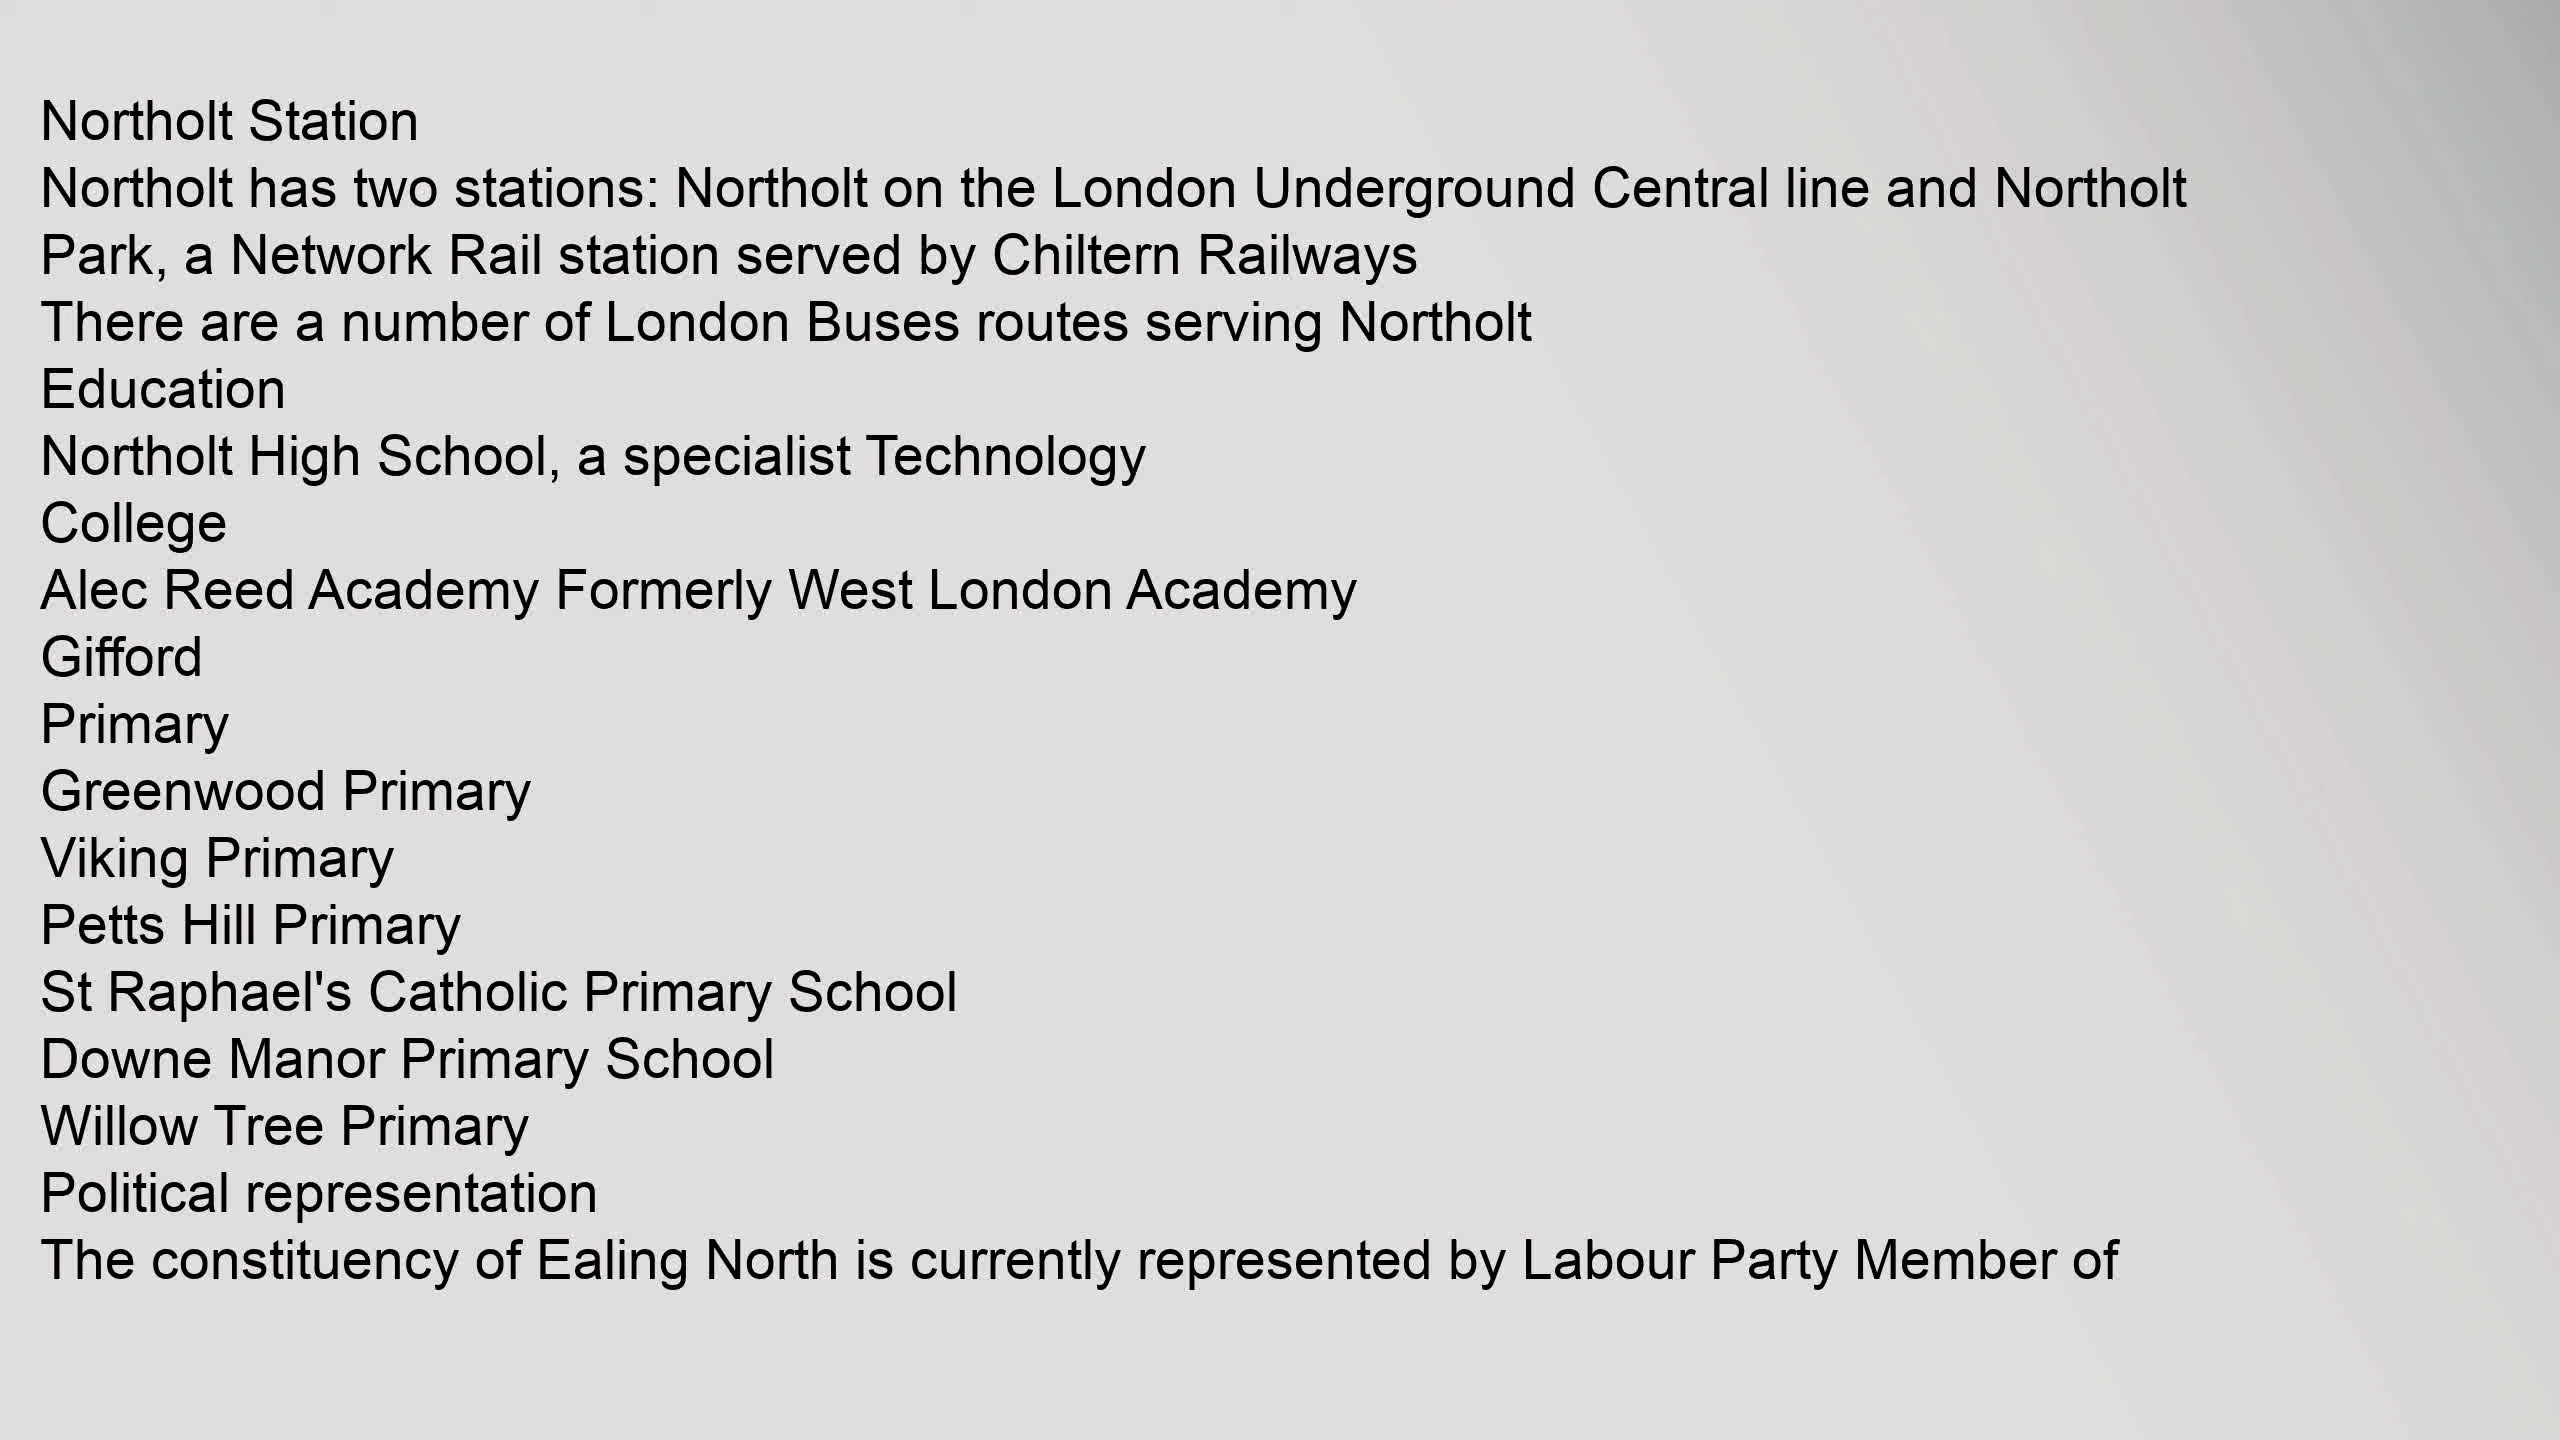 Northolt Station
Northolt has two stations: Northolt on the London Underground Central line and Northolt
Park, a Network Rail station served by Chiltern Railways
There are a number of London Buses routes serving Northolt
Education
Northolt High School, a specialist Technology
College
Alec Reed Academy Formerly West London Academy
Gifford
Primary
Greenwood Primary
Viking Primary
Petts Hill Primary
St Raphael's Catholic Primary School
Downe Manor Primary School
Willow Tree Primary
Political representation
The constituency of Ealing North is currently represented by Labour Party Member of